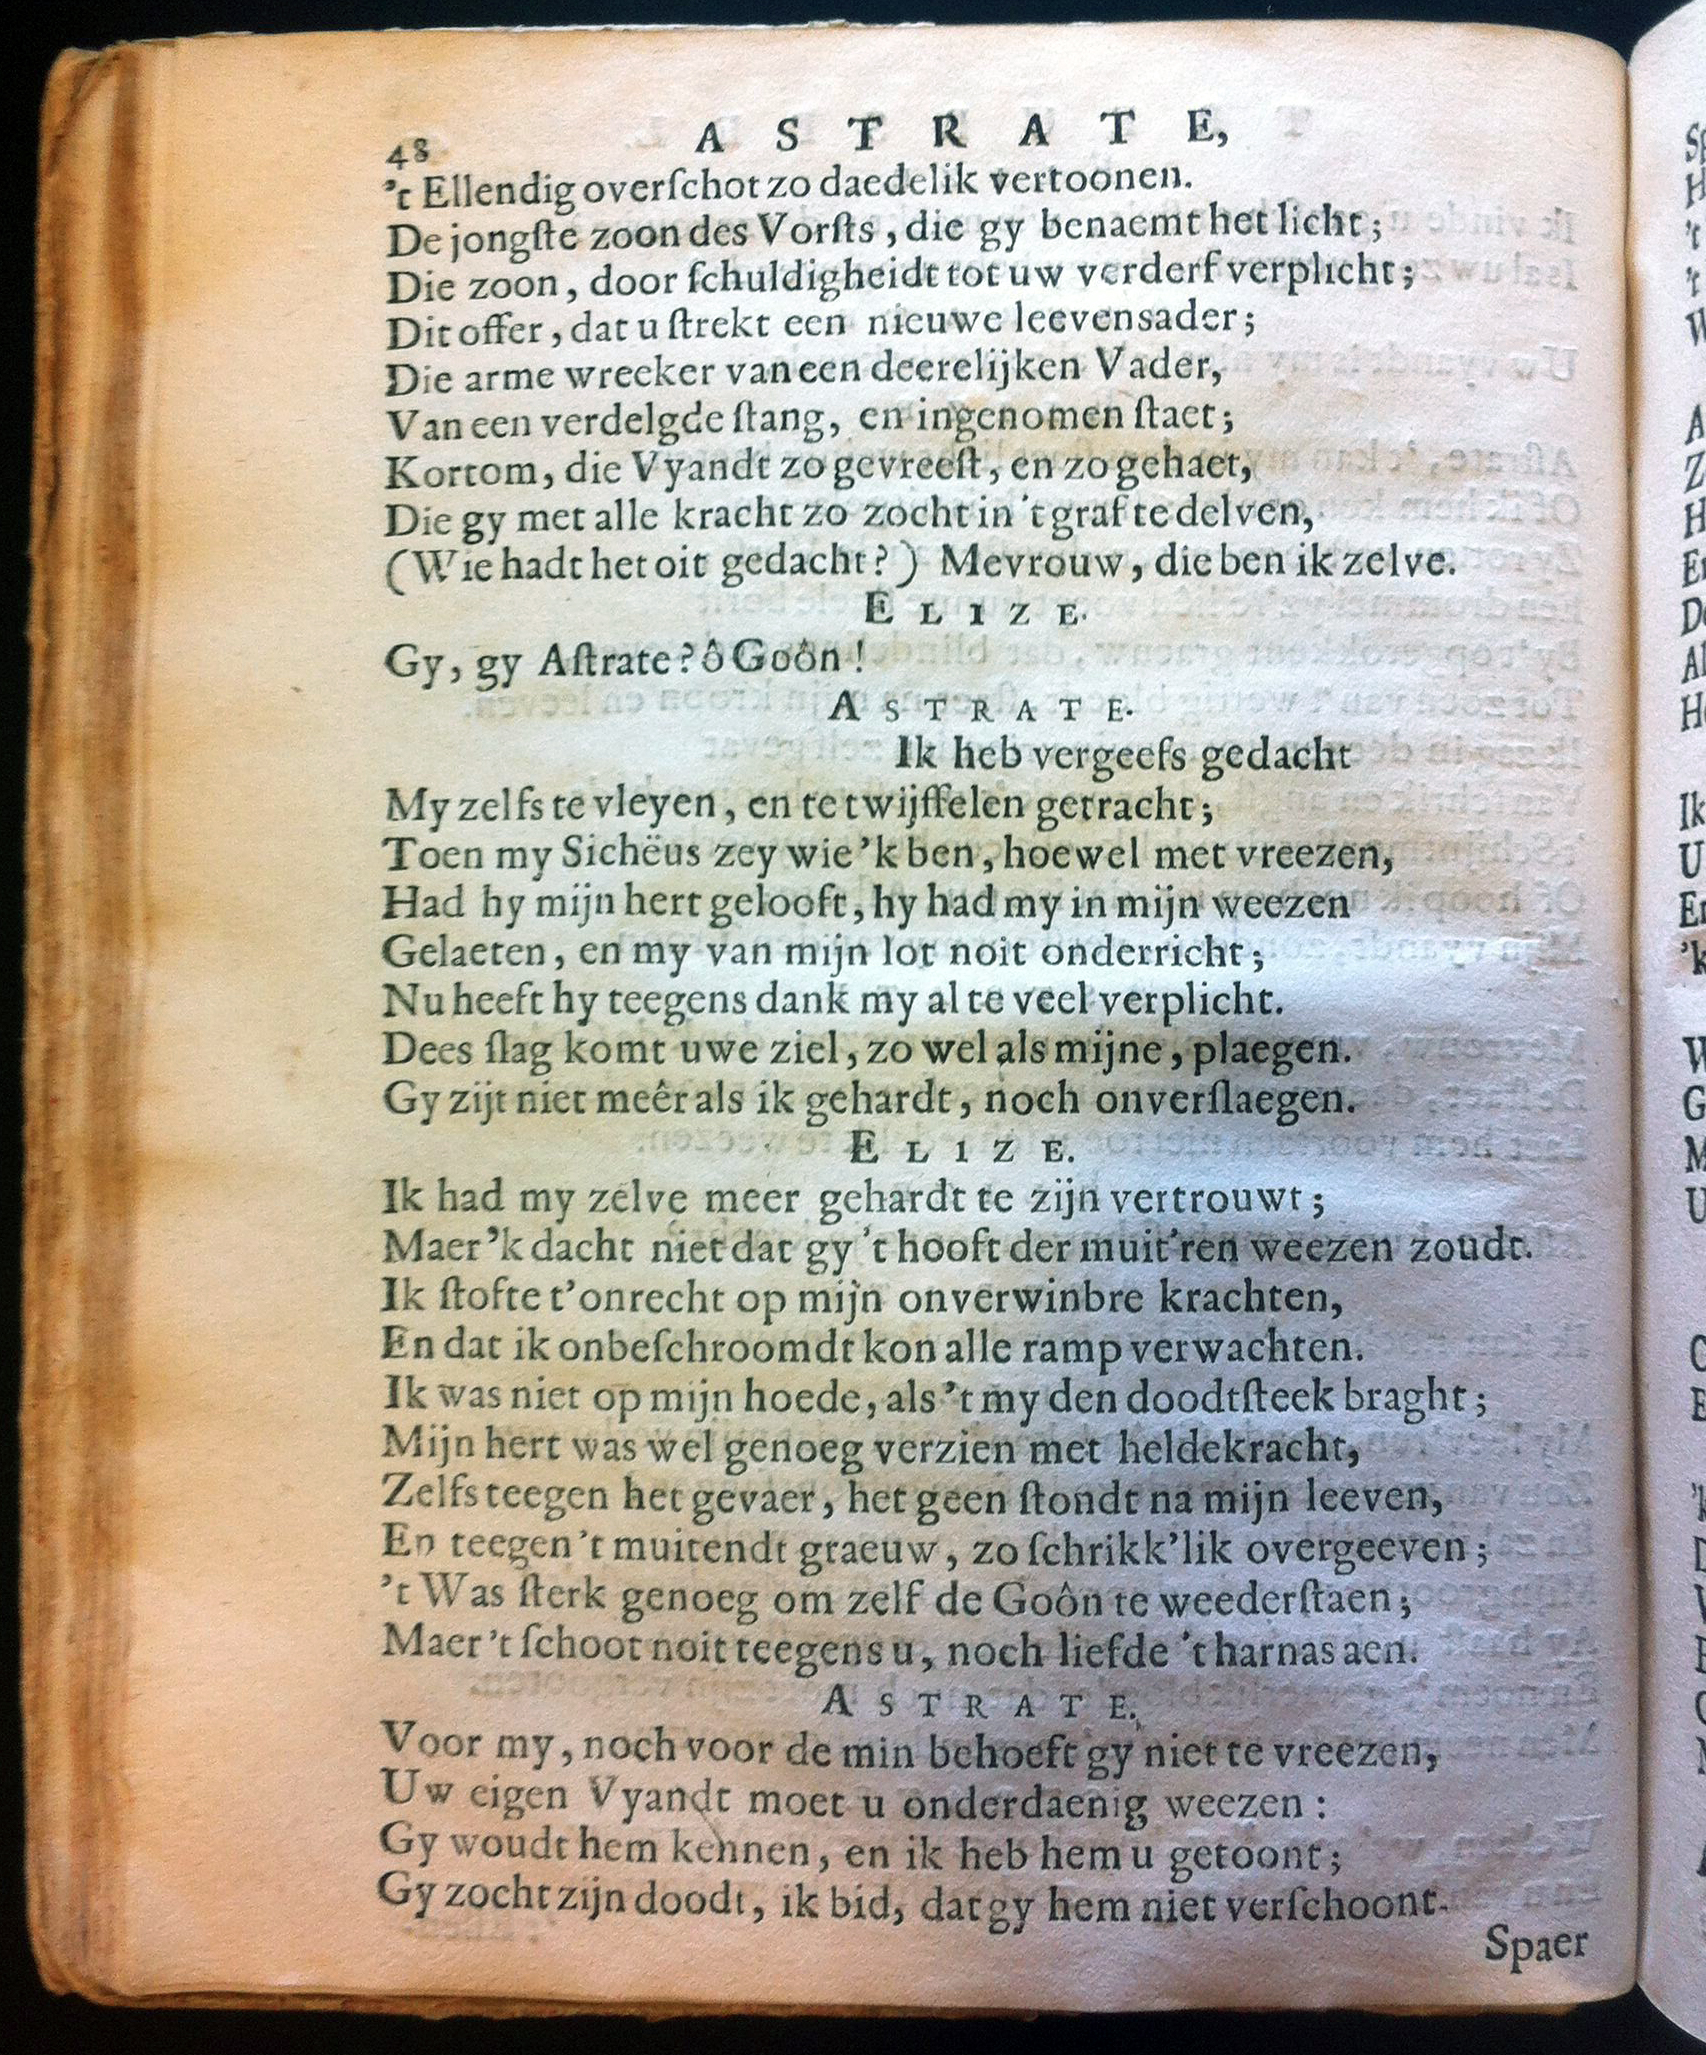 48 ASTRATE,
't Ellendig overſchot zo daedelik vertoonen.
De jongſte zoon des Vorſts, die gy benaemt het licht;
Die zoon, door ſchuldigheidt tot uw verderf verplicht;
Dit offer, dat u ſtrekt een nieuwe leevensader;
Die arme wreeker van een deerelijken Vader,
Van een verdelgde ſtang, en ingenomen ſtaet;
Kortom, die Vyandt zo gevreeſt, en zo gehaet,
Die gy met alle kracht zo zocht in 't graf te delven,
(Wie hadt het oit gedacht?) Mevrouw, die ben ik zelve.
ELIZE.
Gy, gy Aſtrate? ô Goôn!
ASTRATE.
Ik heb vergeefs gedacht
My zelfs te vleyen, en te twijffelen getracht;
Toen my Sichëus zey wie 'k ben, hoewel met vreezen,
Had hy mijn hert gelooft, hy had my in mijn weezen
Gelaeten, en my van mijn lot noit onderricht;
Nu heeft hy teegens dank my al te veel verplicht.
Dees ſlag komt uwe ziel, zo wel als mijne, plaegen.
Gy zijt niet meêr als ik gehardt, noch onverſlaegen.
ELIZE.
Ik had my zelve meer gehardt te zijn vertrouwt;
Maer 'k dacht niet dat gy 't hooft der muit'ren weezen zoudt.
Ik ſtofte t'onrecht op mijn onverwinbre krachten,
En dat ik onbeſchroomdt kon alle ramp verwachten.
Ik was niet op mijn hoede, als 't my den doodtſteek braght;
Mijn hert was wel genoeg verzien met heldekracht,
Zelfs teegen het gevaer, het geen ſtondt na mijn leeven,
En teegen 't muitendt graeuw, zo ſchrikk'lik overgeeven;
't Was ſterk genoeg om zelf de Goôn te weederſtaen;
Maer 't ſchoot noit teegens u, noch liefde 't harnas aen.
ASTRATE.
Voor my, noch voor de min behoeft gy niet te vreezen,
Uw eigen Vyandt moet u onderdaenig weezen:
Gy woudt hem kennen, en ik heb hem u getoont;
Gy zocht zijn doodt, ik bid, dat gy hem niet verſchoont.
Spaer